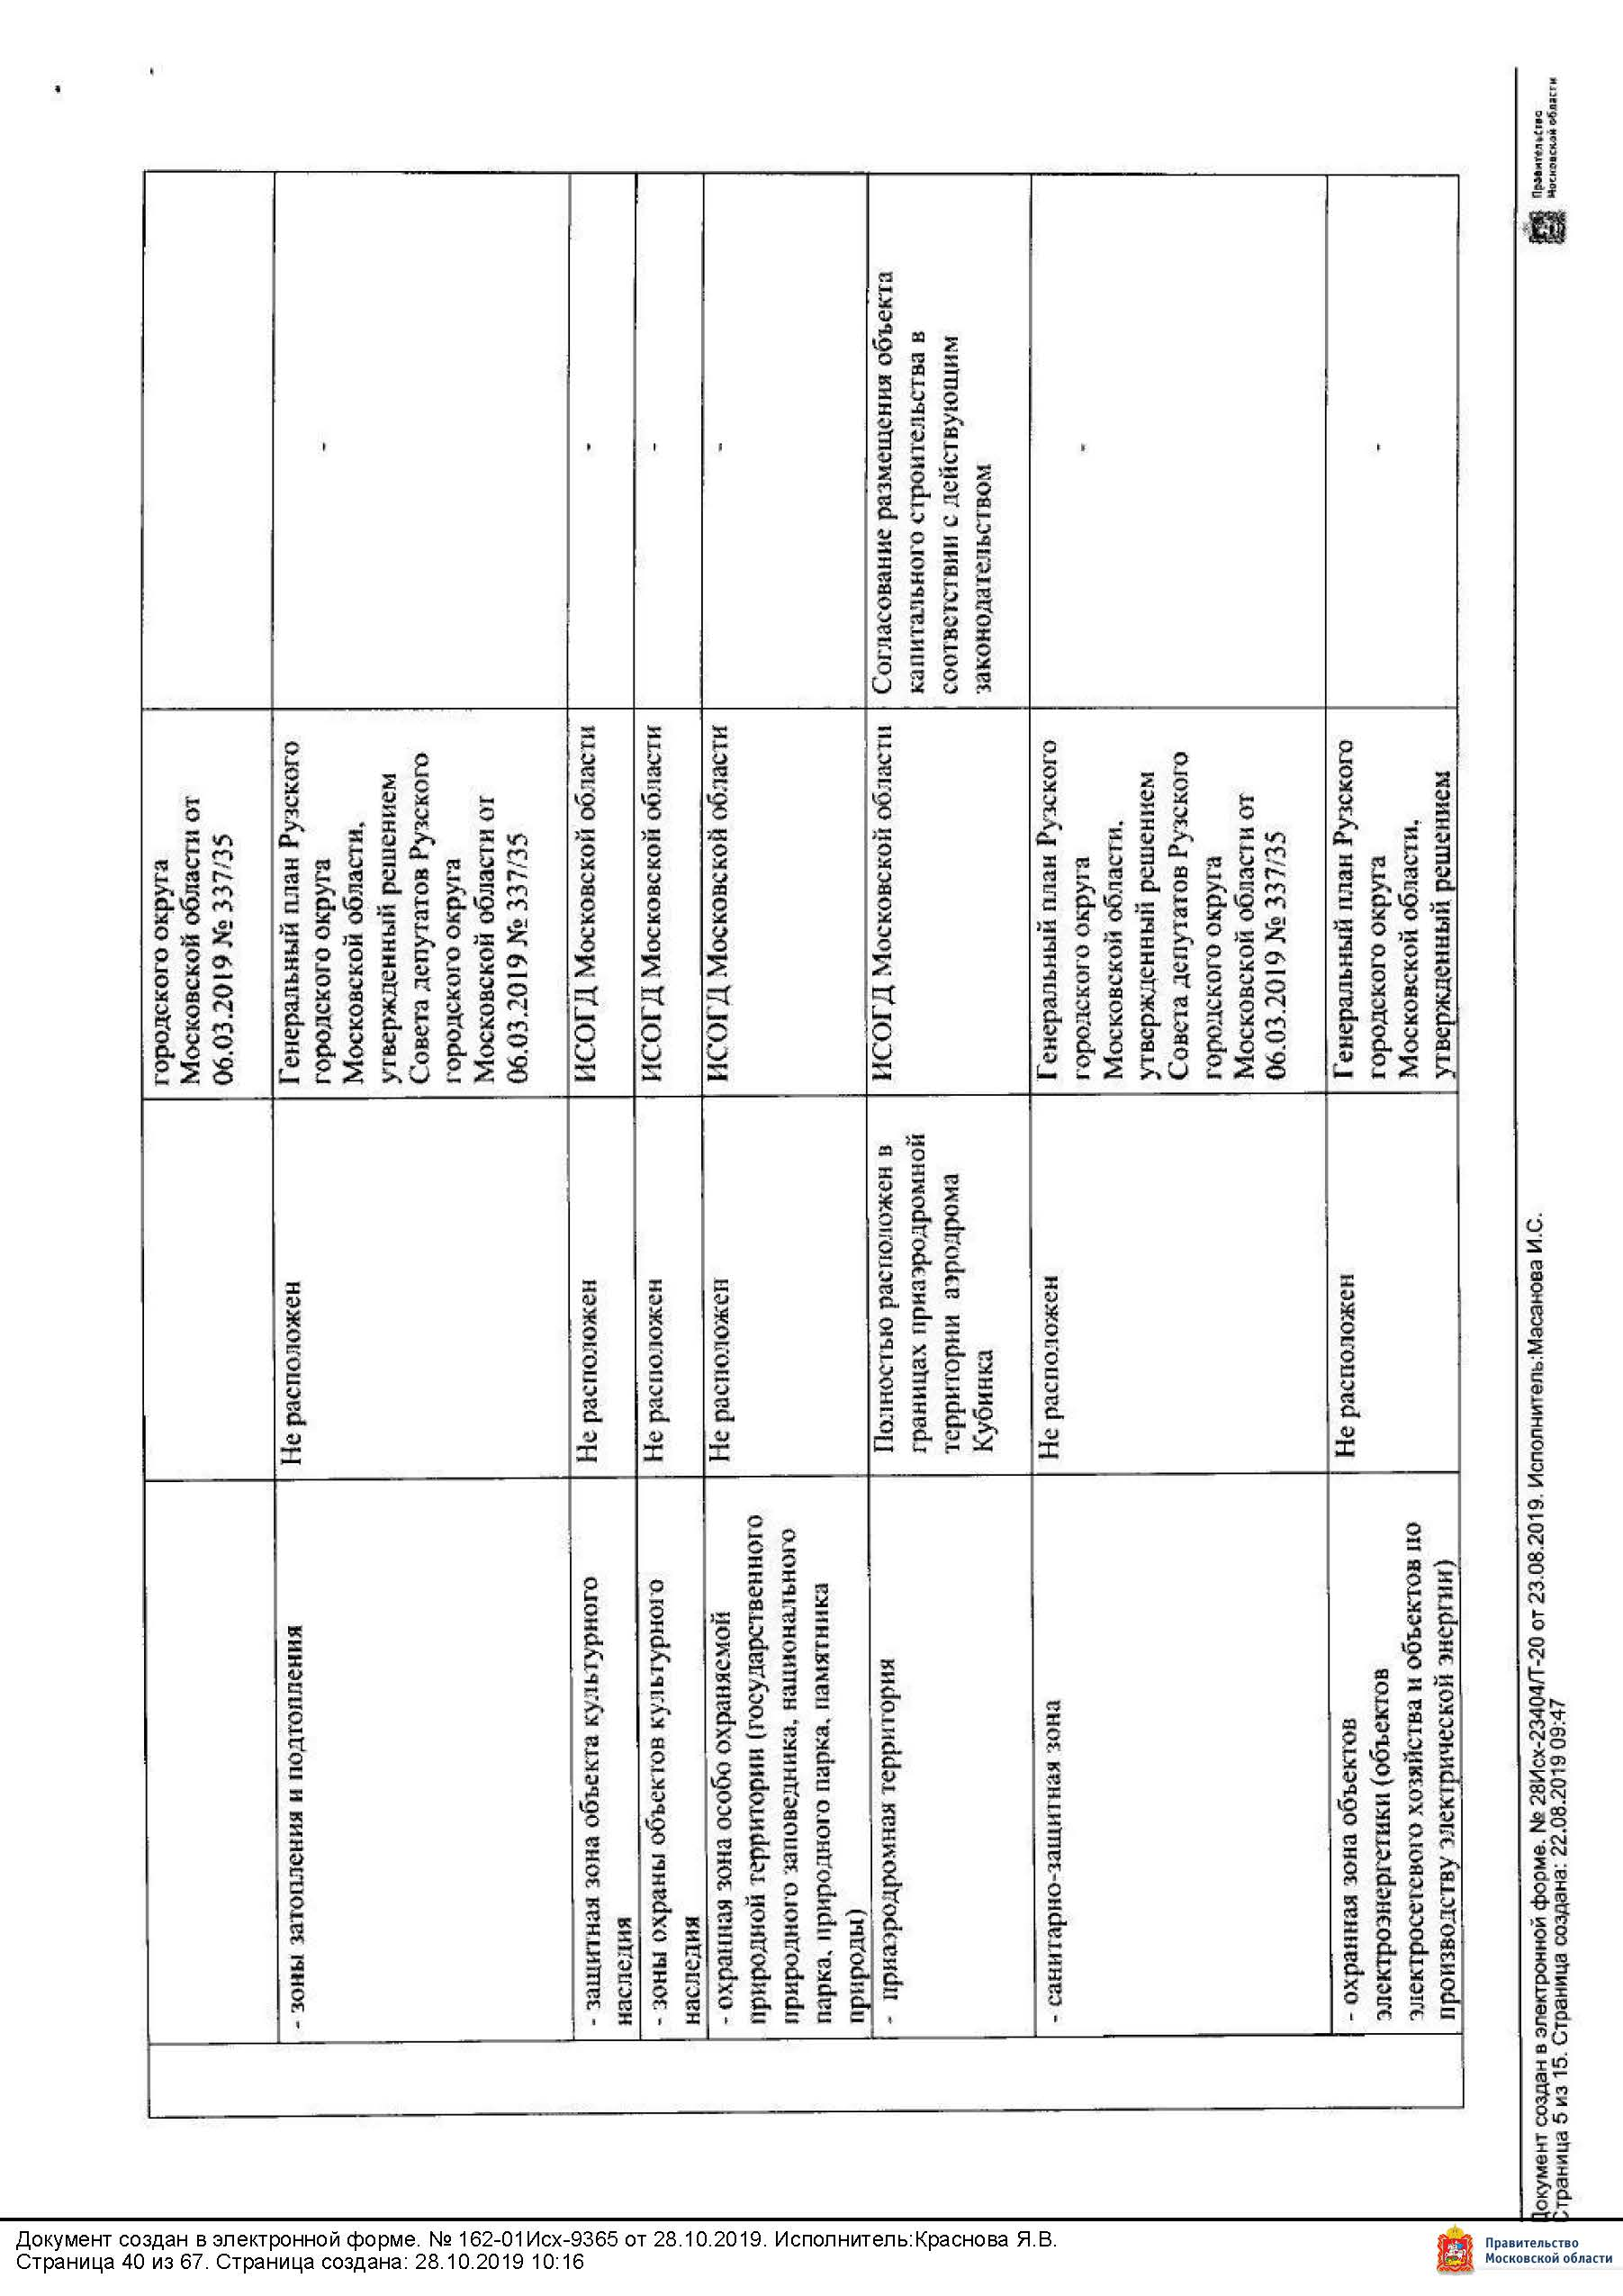 городского округа
Московской области от
06.03.2019 № 337/35
- зоны затопления и подтопления
Не расположен
Генеральный план Рузского
городского округа
Московской области,
утвержденный решением
Совета депутатов Рузского
городского округа
Московской области от
06.03.2019 № 337/35
-
- защитная зона объекта культурного
наследия
Не расположен
ИСОГД Московской области
-
- зоны охраны объектов культурного
наследия
Не расположен
ИСОГД Московской области
-
- охранная зона особо охраняемой
природной территории (государственного
природного заповедника, национального
парка, природного парка, памятника
природы)
Не расположен
ИСОГД Московской области
-
- приаэродромная территория
Полностью расположен в
границах приаэродромной
территории аэродрома
Кубинка
ИСОГД Московской области
Согласование размещения объекта
капитального строительства в
соответствии с действующим
законодательством
- санитарно-защитная зона
Не расположен
Генеральный план Рузского
городского округа
Московской области,
утвержденный решением
Совета депутатов Рузского
городского округа
Московской области от
06.03.2019 № 337/35
-
- охранная зона объектов
электроэнергетики (объектов
электросетевого хозяйства и объектов по
производству электрической энергии)
Не расположен
Генеральный план Рузского
городского округа
Московской области,
утвержденный решением
-
Документ создан в электронной форме. № 28Исх-23404/Т-20 от 23.08.2019. Исполнитель:Масанова И.С.
Страница 5 из 15. Страница создана: 22.08.2019 09:47
Правительство
Московской области
Документ создан в электронной форме. № 162-01Исх-9365 от 28.10.2019. Исполнитель:Краснова Я.В.
Страница 40 из 67. Страница создана: 28.10.2019 10:16
Правительство
Московской области